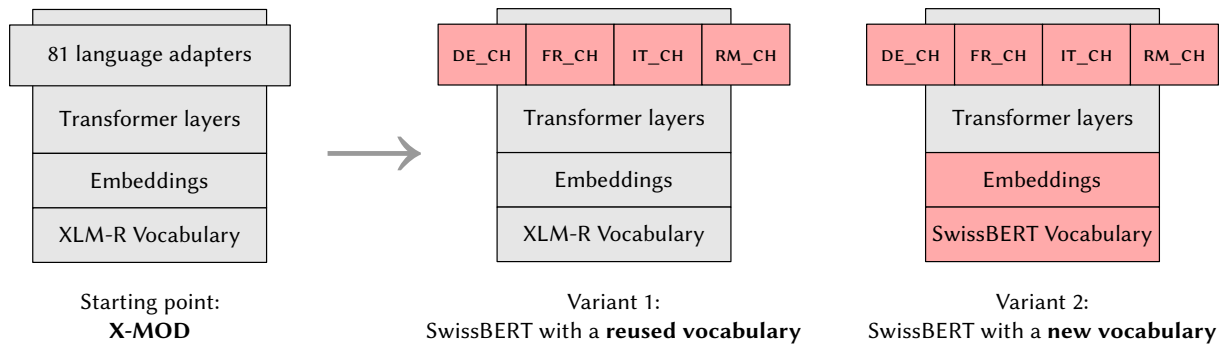 81 language adapters
Transformer layers
Embeddings
XLM-R Vocabulary
Starting point:
X-MOD
DE_CH FR_CH IT_CH RM_CH
Transformer layers
Embeddings
XLM-R Vocabulary
Variant 1:
SwissBERT with a reused vocabulary
DE_CH FR_CH IT_CH RM_CH
Transformer layers
Embeddings
SwissBERT Vocabulary
Variant 2:
SwissBERT with a new vocabulary